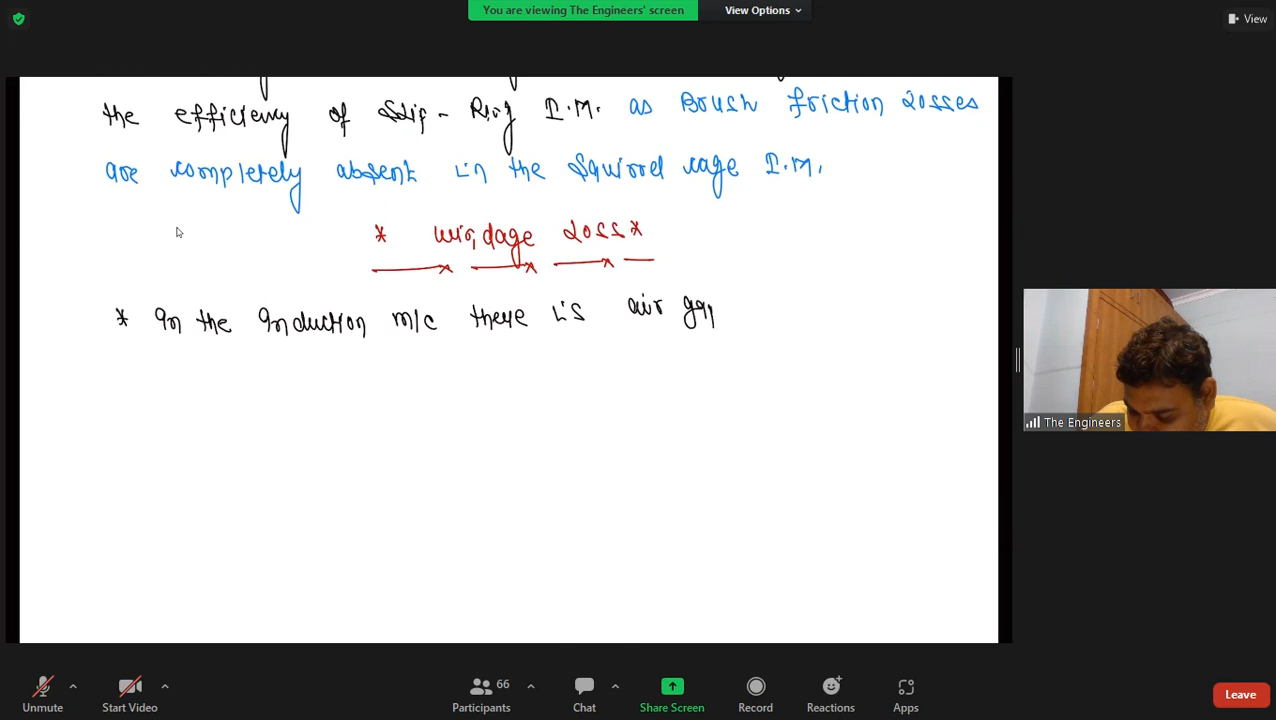 You are viewing The Engineers' screen
View Options
View
the efficiency of Slip-Ring I.M. as Brush friction losses
are completely absent in the Squirrel cage I.M.
* windage loss *
* In the Induction m/c there is air gap
The Engineers
66
Unmute
Start Video
Participants
Chat
Share Screen
Record
Reactions
Apps
Leave